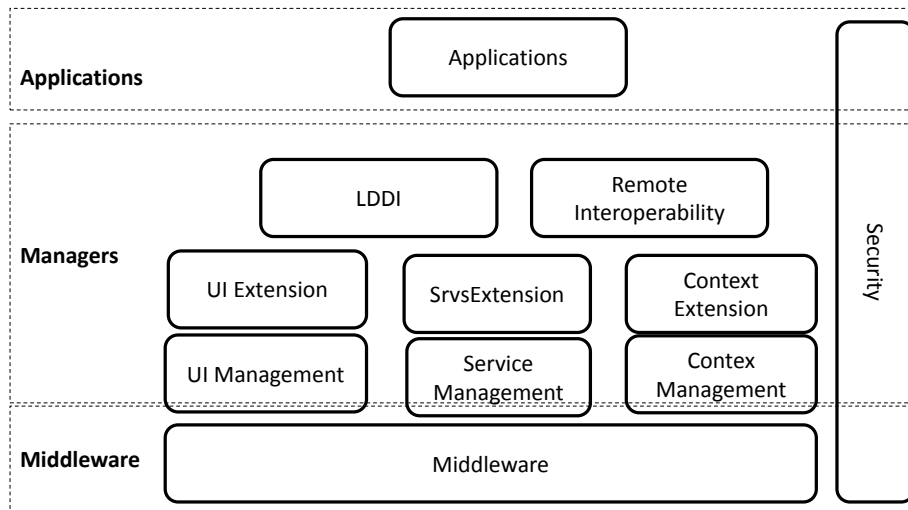 Applications
Applications
LDDI
Remote
Interoperability
Security
Managers
UI Extension
SrvsExtension
Context
Extension
UI Management
Service
Management
Contex
Management
Middleware
Middleware